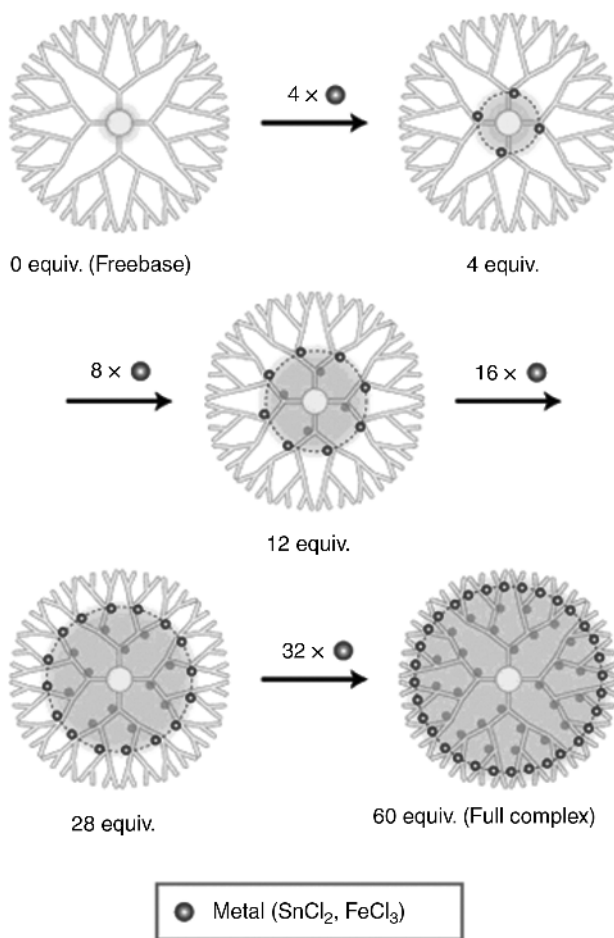 4 ×
0 equiv. (Freebase)
4 equiv.
8 ×
16 ×
12 equiv.
32 ×
28 equiv.
60 equiv. (Full complex)
Metal (SnCl₂, FeCl₃)